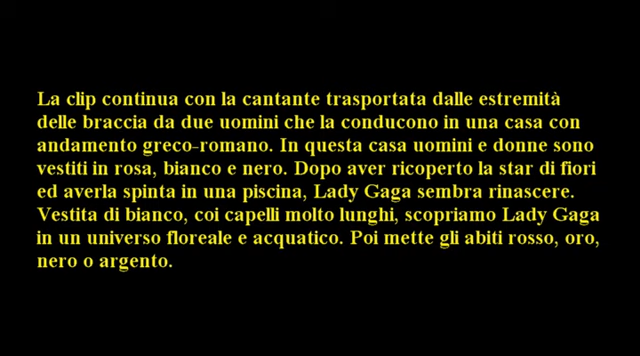 La clip continua con la cantante trasportata dalle estremità
delle braccia da due uomini che la conducono in una casa con
andamento greco-romano. In questa casa uomini e donne sono
vestiti in rosa, bianco e nero. Dopo aver ricoperto la star di fiori
ed averla spinta in una piscina, Lady Gaga sembra rinascere.
Vestita di bianco, coi capelli molto lunghi, scopriamo Lady Gaga
in un universo floreale e acquatico. Poi mette gli abiti rosso, oro,
nero o argento.